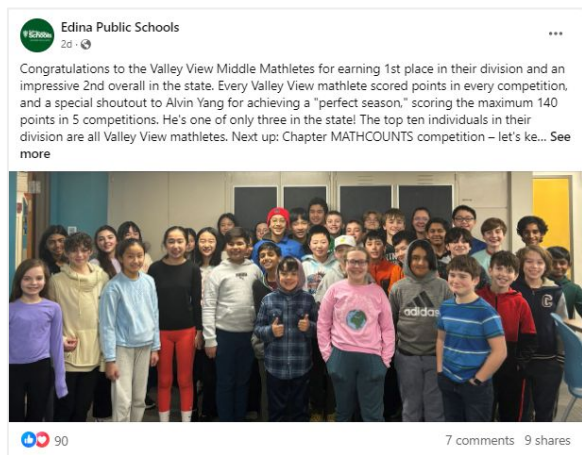 Edina Public Schools
2d
Congratulations to the Valley View Middle Mathletes for earning 1st place in their division and an
impressive 2nd overall in the state. Every Valley View mathlete scored points in every competition,
and a special shoutout to Alvin Yang for achieving a "perfect season," scoring the maximum 140
points in 5 competitions. He's one of only three in the state! The top ten individuals in their
division are all Valley View mathletes. Next up: Chapter MATHCOUNTS competition – let's ke... See
more
adidas
90
7 comments 9 shares